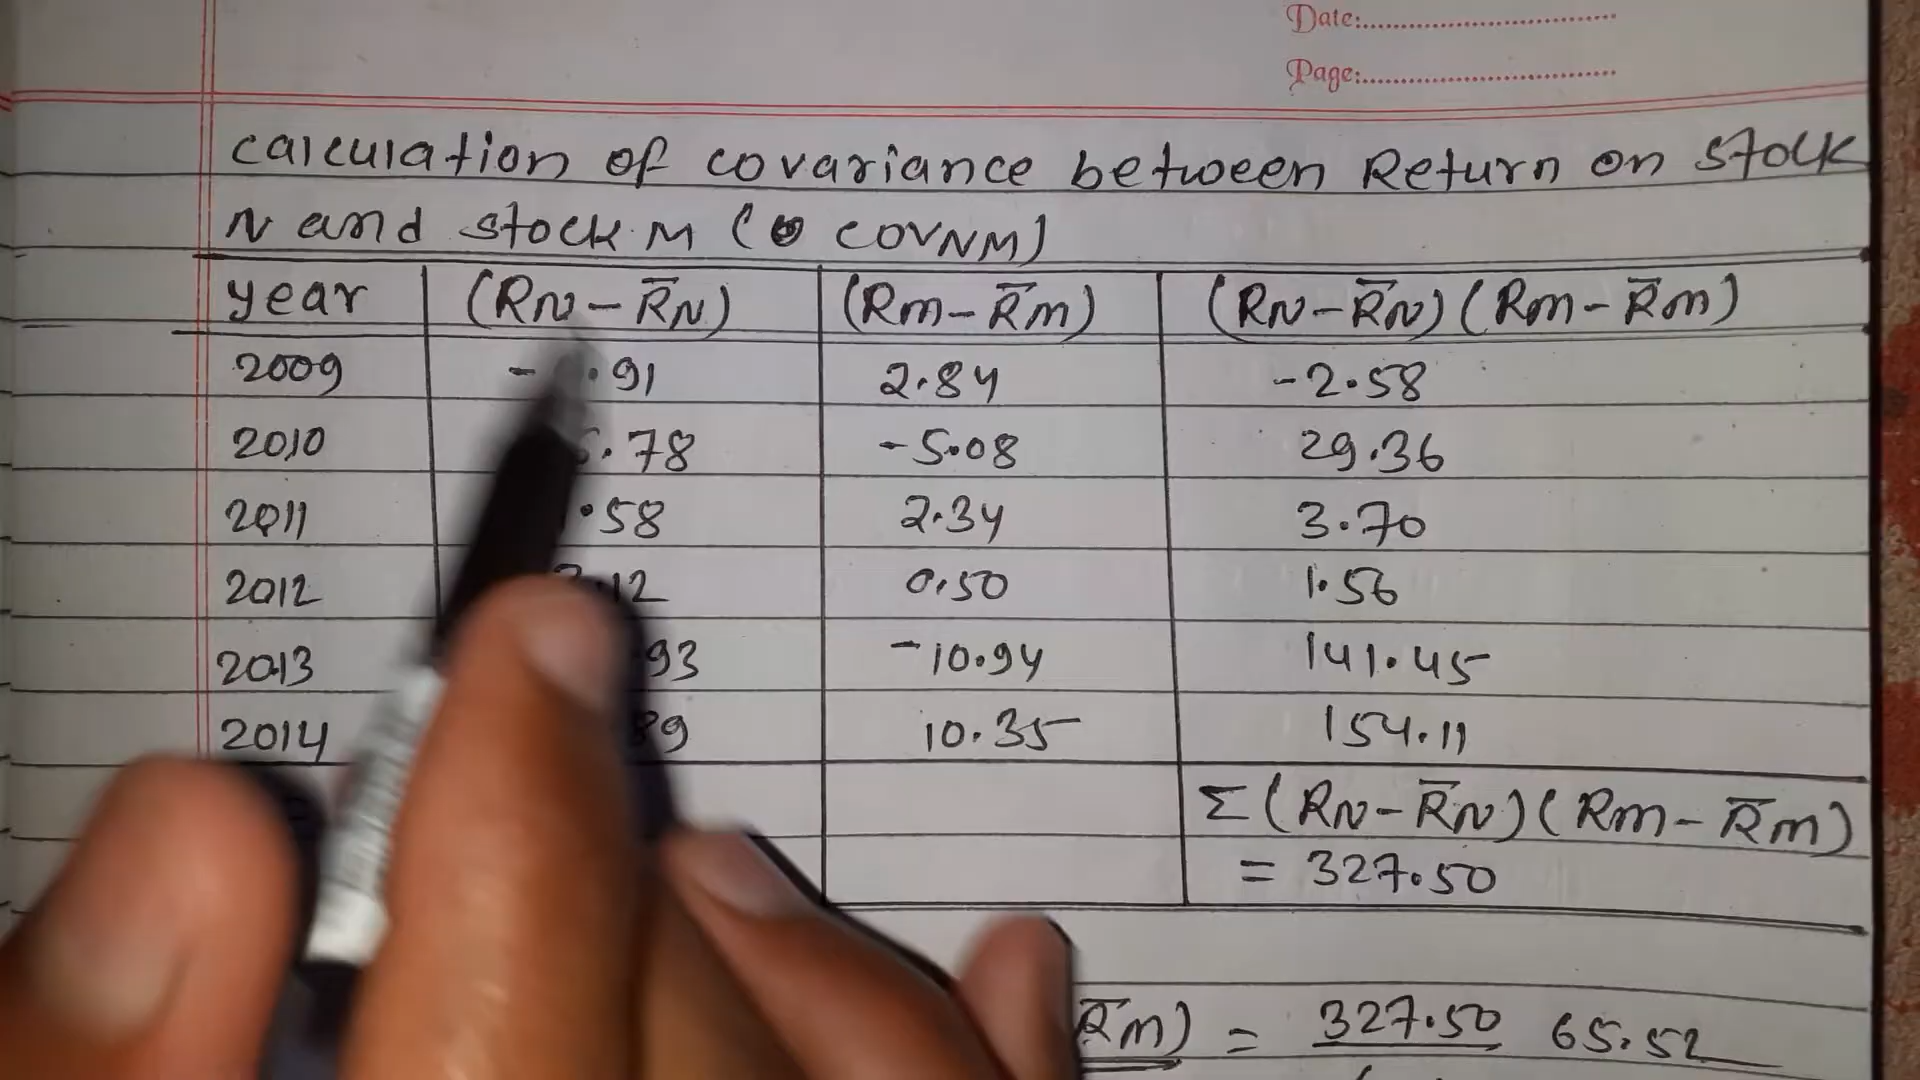 Date:
Page:
calculation of covariance between Return on stock
N and stock M ( COVNM)
year (RN-R̄N) (Rm-R̄m) (RN-R̄N) (Rm-R̄m)
2009 .91 2.84 -2.58
2010 .78 -5.08 29.36
2011 .58 2.34 3.70
2012 .12 0.50 1.56
2013 93 -10.94 141.45
2014 89 10.35 154.11
Σ(RN-R̄N)(Rm-R̄m)
= 327.50
R̄m) = 327.50 65.52